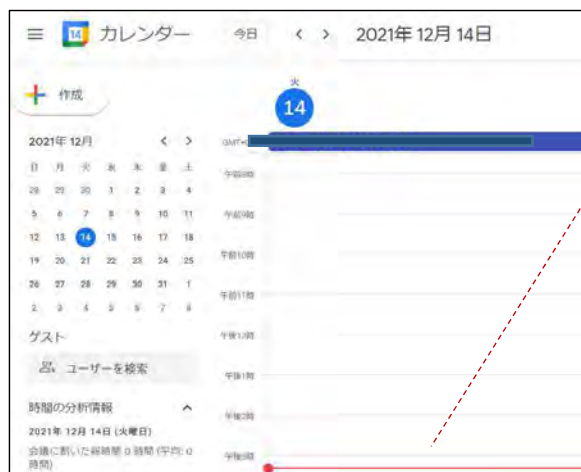 14 カレンダー 今日 < > 2021年 12月 14日
火
14
作成
2021年 12月 < >
日 月 火 水 木 金 土
28 29 30 1 2 3 4
5 6 7 8 9 10 11
12 13 14 15 16 17 18
19 20 21 22 23 24 25
26 27 28 29 30 31 1
2 3 4 5 6 7 8
午前8時
午前9時
午前10時
午前11時
午後12時
午後1時
午後2時
午後3時
ゲスト
ユーザーを検索
時間の分析情報
2021年 12月 14日 (火曜日)
会議に割いた総時間 0 時間 (平均: 0
時間)